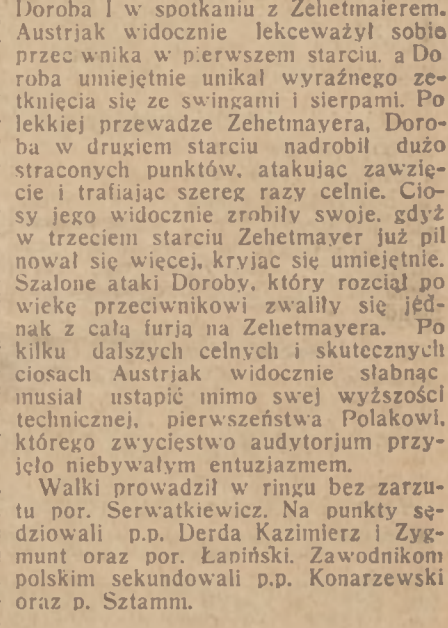 Doroba I w spotkaniu z Zehetmaierem.
Austrjak widocznie lekceważył sobie
przec wnika w pierwszem starciu. a Do
roba umiejętnie unikał wyraźnego ze-
tknięcia się ze swingami i sierpami. Po
lekkiej przewadze Zehetmayera, Doro-
ba w drugiem starciu nadrobił dużo
straconych punktów, atakując zawzię-
cie i trafiając szereg razy celnie. Cio-
sy jego widocznie zrobiły swoje. gdyż
w trzeciem starciu Zehetmayer już pil
nował się więcej, kryjąc się umiejętnie.
Szalone ataki Doroby, który rozciął po
wiekę przeciwnikowi zwaliły się jed-
nak z całą furją na Zehetmayera. Po
kilku dalszych celnych i skutecznych
ciosach Austrjak widocznie słabnąc
musiał ustąpić mimo swej wyższości
technicznej, pierwszeństwa Polakowi,
którego zwycięstwo audytorjum przy-
jęło niebywałym entuzjazmem.
Walki prowadził w ringu bez zarzu-
tu por. Serwatkiewicz. Na punkty sę-
dziowali p.p. Derda Kazimierz i Zyg-
munt oraz por. Łapiński. Zawodnikom
polskim sekundowali p.p. Konarzewski
oraz p. Sztamm.